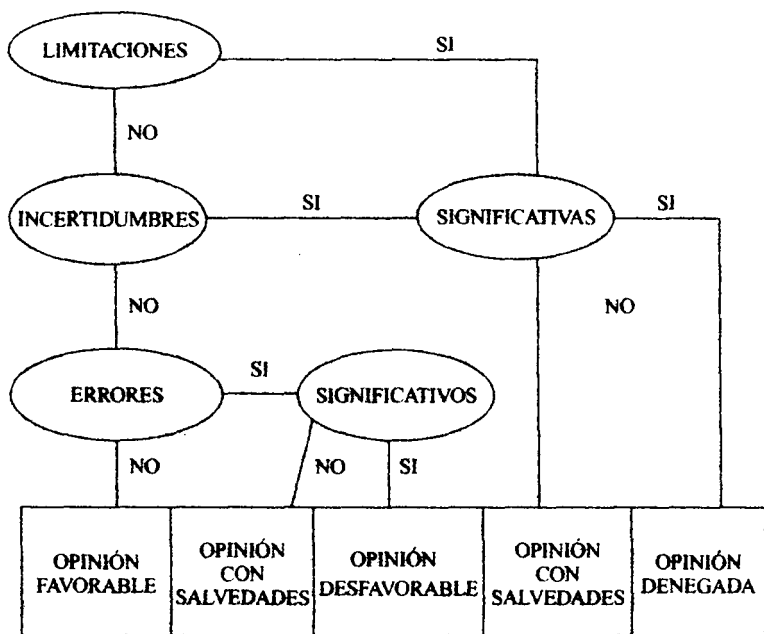 LIMITACIONES
SI
NO
INCERTIDUMBRES
SI
SIGNIFICATIVAS
SI
NO
NO
ERRORES
SI
SIGNIFICATIVOS
NO
NO
SI
OPINIÓN
FAVORABLE
OPINIÓN
CON
SALVEDADES
OPINIÓN
DESFAVORABLE
OPINIÓN
CON
SALVEDADES
OPINIÓN
DENEGADA